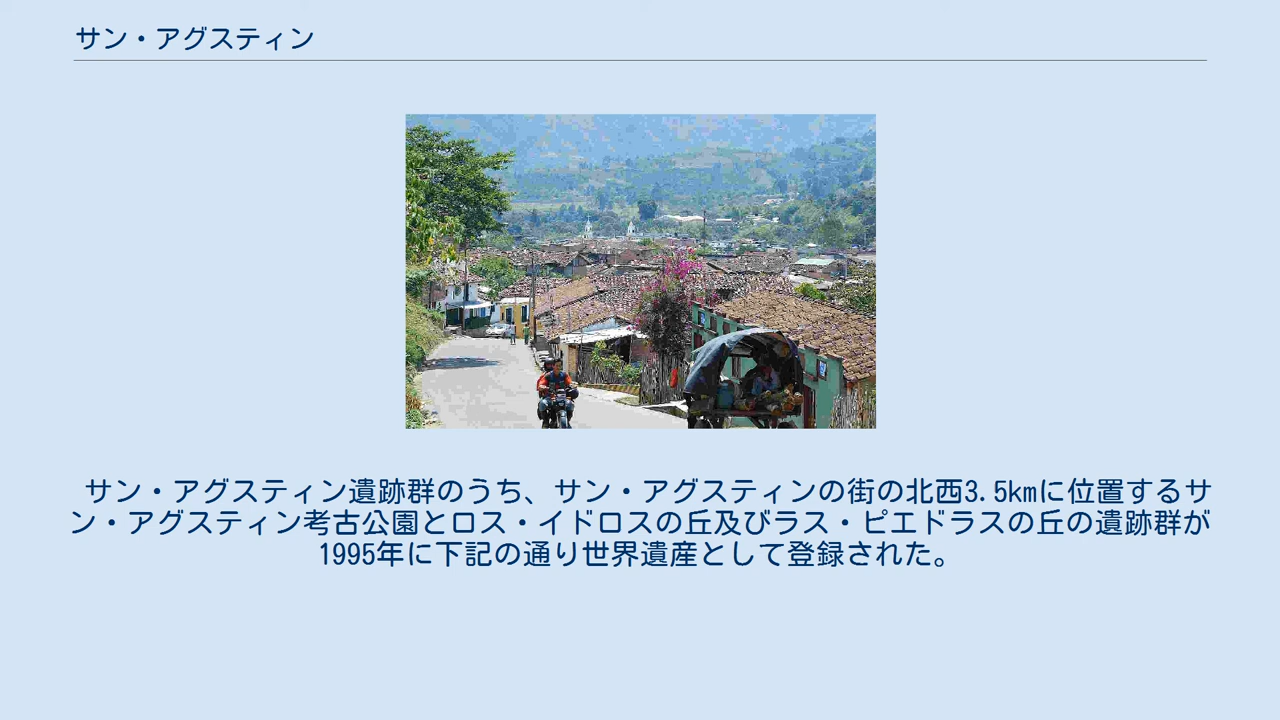 サン・アグスティン
サン・アグスティン遺跡群のうち、サン・アグスティンの街の北西3.5kmに位置するサ
ン・アグスティン考古公園とロス・イドロスの丘及びラス・ピエドラスの丘の遺跡群が
1995年に下記の通り世界遺産として登録された。